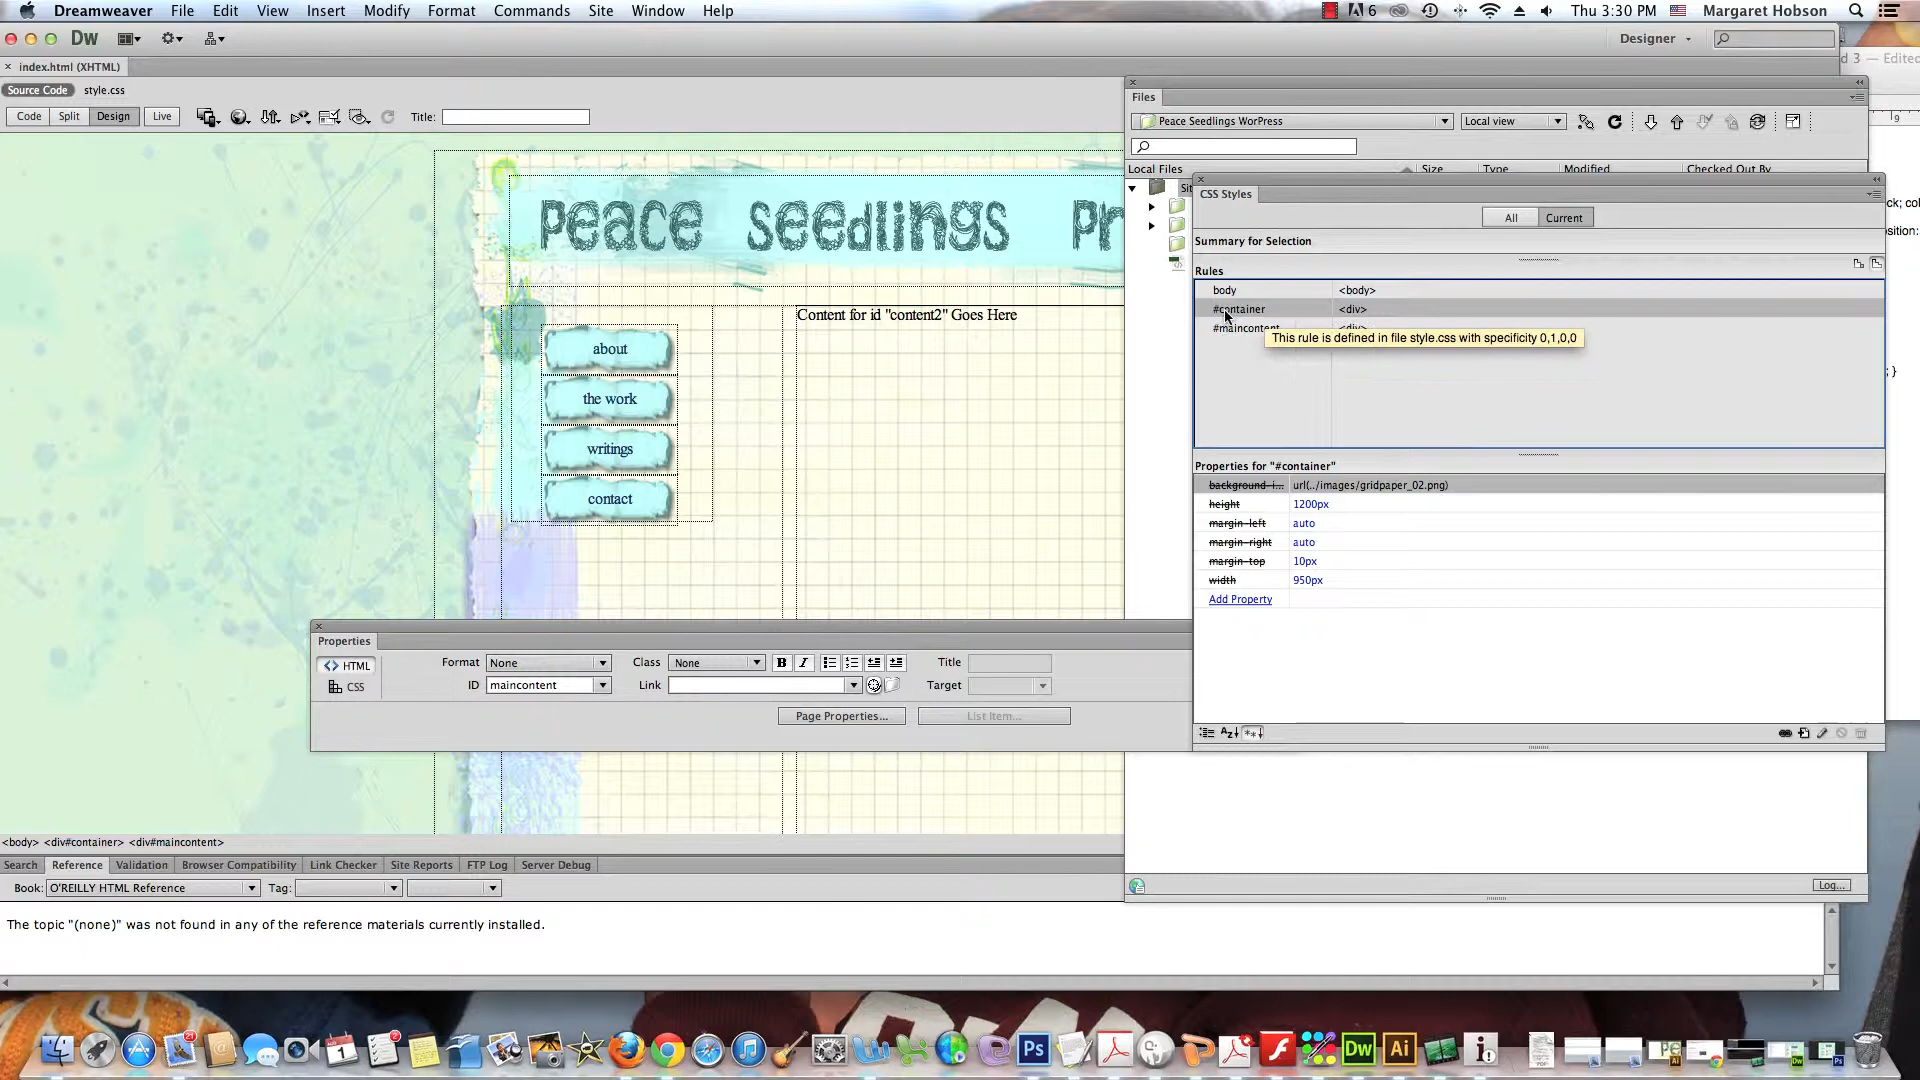 Dreamweaver File Edit View Insert Modify Format Commands Site Window Help
6 Thu 3:30 PM Margaret Hobson
Dw Designer
d 3 — Edited
index.html (XHTML)
Source Code style.css
Code Split Design Live Title:
Files
Peace Seedlings WorPress Local view
Local Files Size Type Modified Checked Out By
Peace Seedlings Pr
Content for id "content2" Goes Here
about
the work
writings
contact
CSS Styles
All Current
Summary for Selection
Rules
body <body>
#container <div>
#maincontent <div>
This rule is defined in file style.css with specificity 0,1,0,0
Properties for "#container"
background-i... url(../images/gridpaper_02.png)
height 1200px
margin-left auto
margin-right auto
margin-top 10px
width 950px
Add Property
Properties
HTML Format None Class None B I Title
CSS ID maincontent Link Target
Page Properties... List Item...
<body> <div#container> <div#maincontent>
Search Reference Validation Browser Compatibility Link Checker Site Reports FTP Log Server Debug
Book: O'REILLY HTML Reference Tag:
Log...
The topic "(none)" was not found in any of the reference materials currently installed.
Ps Dw Ai